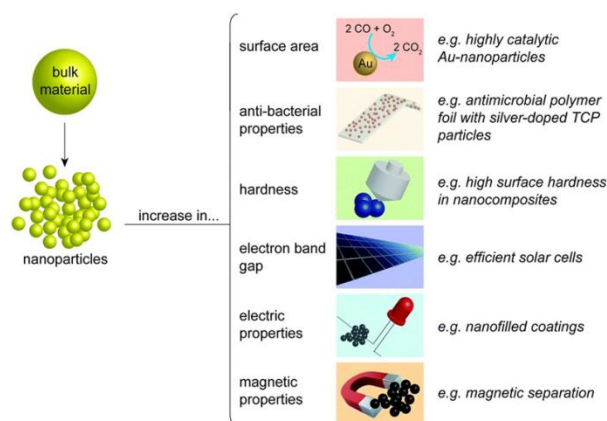 bulk
material
nanoparticles
increase in...
surface area
2 CO + O₂
2 CO₂
Au
e.g. highly catalytic
Au-nanoparticles
anti-bacterial
properties
e.g. antimicrobial polymer
foil with silver-doped TCP
particles
hardness
e.g. high surface hardness
in nanocomposites
electron band
gap
e.g. efficient solar cells
electric
properties
e.g. nanofilled coatings
magnetic
properties
e.g. magnetic separation